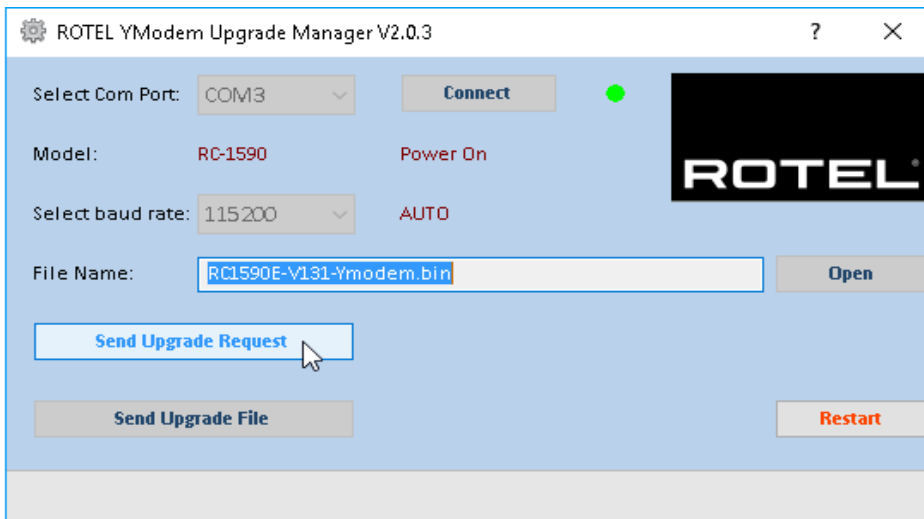 ROTEL YModem Upgrade Manager V2.0.3 ?
Select Com Port: COM3 Connect
ROTEL
Model: RC-1590 Power On
Select baud rate: 115200 AUTO
File Name: RC1590E-V131-Ymodem.bin Open
Send Upgrade Request
Send Upgrade File Restart